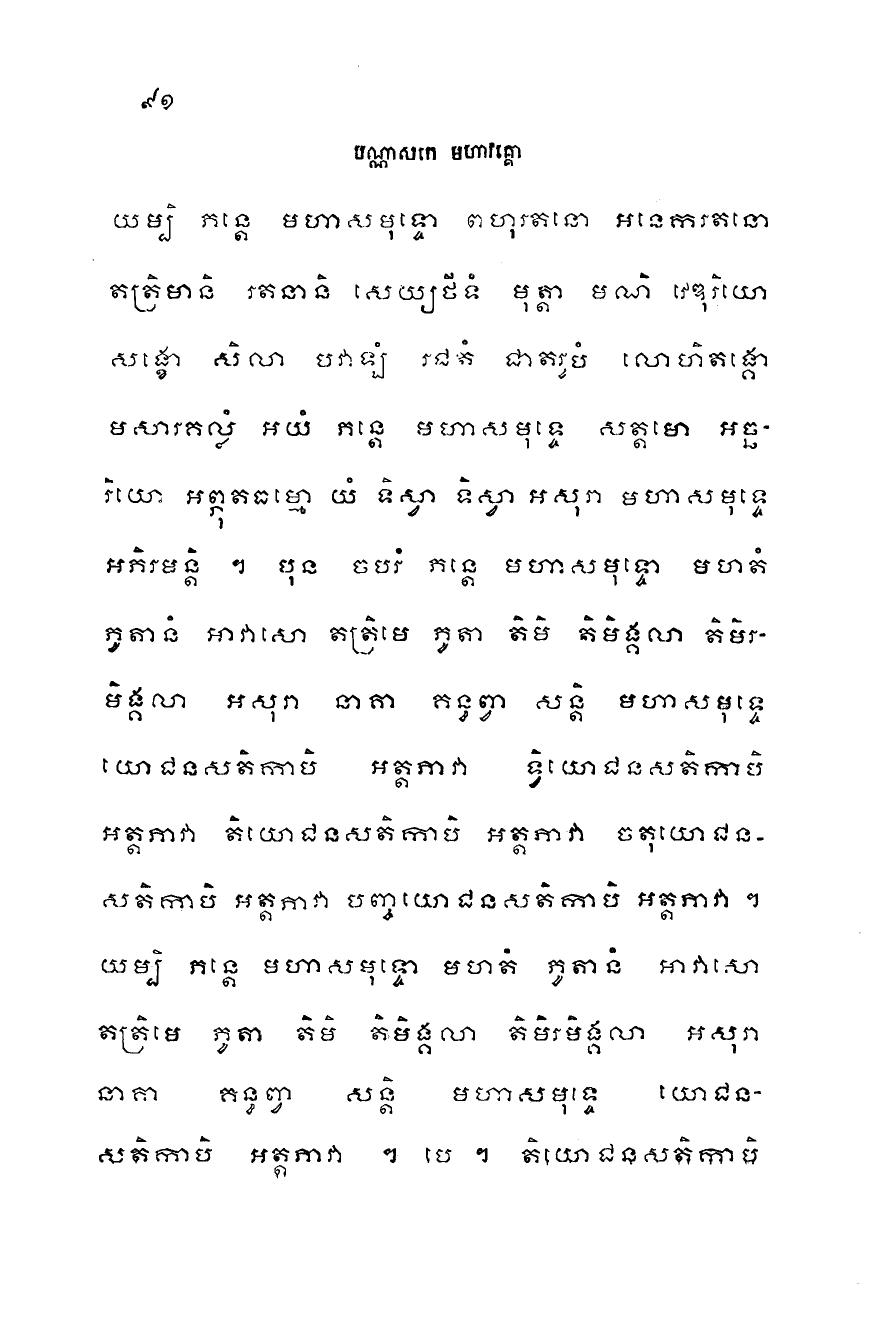 ៩១
បណ្ណាសកេ មហាវគ្គោ
យម្បិ ភន្តេ មហាសមុទ្ទោ ពហុរតនោ អនេករតនោ
តត្រិមានិ រតនានិ សេយ្យថីទំ មុត្តា មណិ វេឌុរិយោ
សង្ខោ សិលា បវាឡំ រជតំ ជាតរូបំ លោហិតង្កោ
មសារគល្លំ អយំ ភន្តេ មហាសមុទ្ទេ សត្តមោ អច្ឆ-
រិយោ អព្ភុតធម្មោ យំ ទិស្វា ទិស្វា អសុរា មហាសមុទ្ទេ
អភិរមន្តិ ។ បុន ចបរំ ភន្តេ មហាសមុទ្ទោ មហតំ
ភូតានំ អាវាសោ តត្រិមេ ភូតា តិមិ តិមិង្គលា តិមិរ-
មិង្គលា អសុរា នាគា គន្ធព្វា សន្តិ មហាសមុទ្ទេ
យោជនសតិកាបិ អត្តភាវា ទ្វិយោជនសតិកាបិ
អត្តភាវា តិយោជនសតិកាបិ អត្តភាវា ចតុយោជន-
សតិកាបិ អត្តភាវា បញ្ចយោជនសតិកាបិ អត្តភាវា ។
យម្បិ ភន្តេ មហាសមុទ្ទោ មហតំ ភូតានំ អាវាសោ
តត្រិមេ ភូតា តិមិ តិមិង្គលា តិមិរមិង្គលា អសុរា
នាគា គន្ធព្វា សន្តិ មហាសមុទ្ទេ យោជន-
សតិកាបិ អត្តភាវា ។ បេ ។ តិយោជនសតិកាបិ